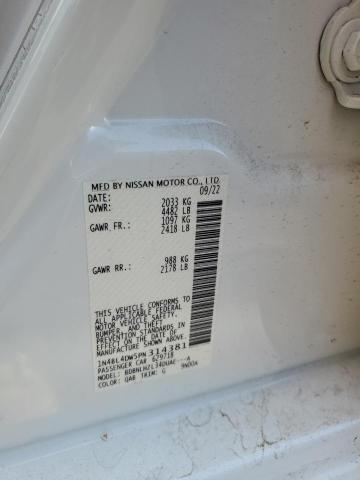 MFD BY NISSAN MOTOR CO., LTD.
DATE: 09/22
GVWR: 2033 KG
4482 LB
GAWR FR.: 1097 KG
2418 LB
GAWR RR.: 988 KG
2178 LB
THIS VEHICLE CONFORMS TO
ALL APPLICABLE FEDERAL
MOTOR VEHICLE SAFETY,
BUMPER, AND THEFT
PREVENTION STANDARDS
IN EFFECT ON THE DATE OF
MANUFACTURE SHOWN ABOVE.
1N4BL4DW5PN314381
PASSENGER CAR 629718
MODEL: BDBNLHZL34DUAC---A
COLOR: QAB TRIM: G 9N00A